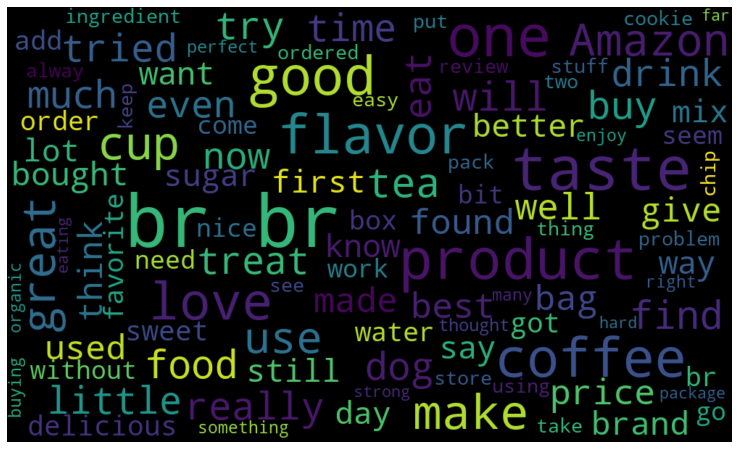 ingredient
try
time
put
one
Amazon
cookie
far
add
tried
perfect
ordered
good
eat
review
stuff
drink
alway
want
easy
will
two
much
keep
even
cup
flavor
better
buy
mix
order
come
enjoy
seem
lot
now
bought
sugar
first
tea
pack
taste
chip
bit
well
give
br br
nice
box
found
thing
great
think
favorite
need
treat
know
work
product
problem
way
eating
organic
love
see
made
best
many
bag
right
find
sweet
water
thought
got
hard
used
use
say
coffee
without
food
still
dog
store
using
br
buying
little
really
day
strong
make
price
package
delicious
something
take
brand
go